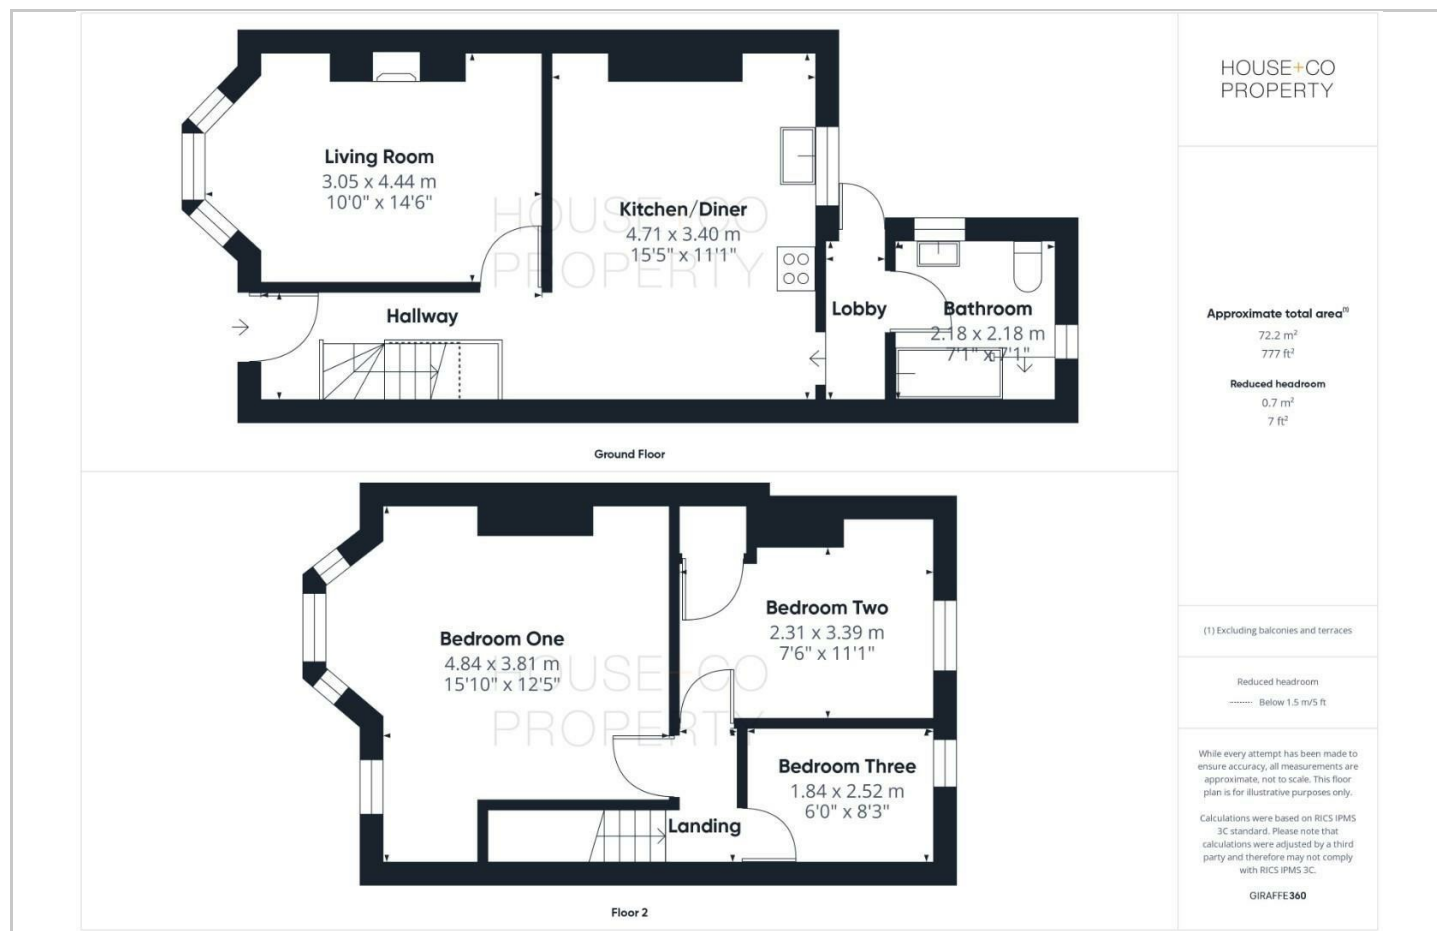 Living Room
3.05 x 4.44 m
10'0" x 14'6"
Kitchen/Diner
4.71 x 3.40 m
15'5" x 11'1"
Hallway
Lobby
Bathroom
2.18 x 2.18 m
7'1" x 7'1"
HOUSE+CO
PROPERTY
Ground Floor
Bedroom One
4.84 x 3.81 m
15'10" x 12'5"
Bedroom Two
2.31 x 3.39 m
7'6" x 11'1"
Bedroom Three
1.84 x 2.52 m
6'0" x 8'3"
Landing
HOUSE+CO
PROPERTY
Floor 2
HOUSE+CO
PROPERTY
Approximate total area(1)
72.2 m²
777 ft²
Reduced headroom
0.7 m²
7 ft²
(1) Excluding balconies and terraces
Reduced headroom
Below 1.5 m/5 ft
While every attempt has been made to
ensure accuracy, all measurements are
approximate, not to scale. This floor
plan is for illustrative purposes only.
Calculations were based on RICS IPMS
3C standard. Please note that
calculations were adjusted by a third
party and therefore may not comply
with RICS IPMS 3C.
GIRAFFE360